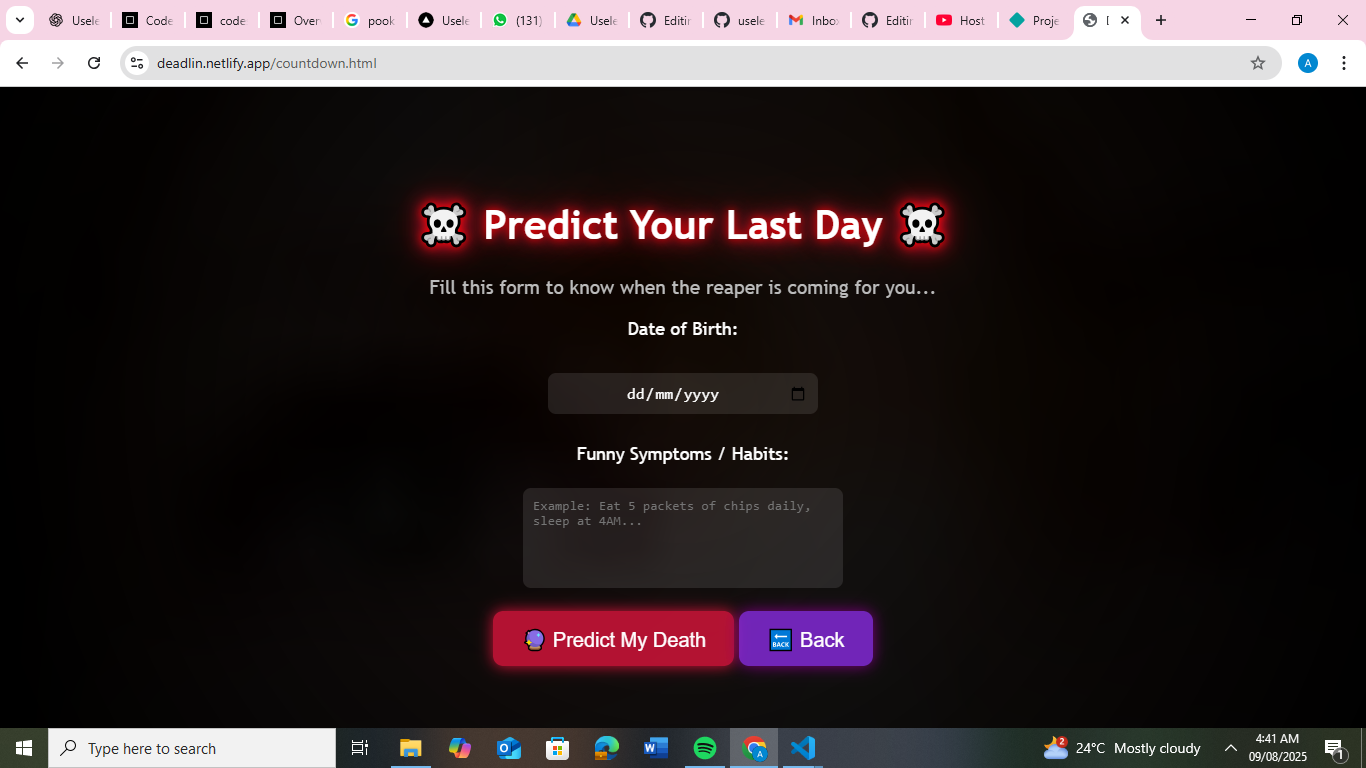 Usele
Code
code
Over
pook
Usele
(131)
Usele
Editin
usele
Inbox
Editin
Host
Proje
deadlin.netlify.app/countdown.html
A
☠️ Predict Your Last Day ☠️
Fill this form to know when the reaper is coming for you...
Date of Birth:
dd/mm/yyyy
Funny Symptoms / Habits:
Example: Eat 5 packets of chips daily,
sleep at 4AM...
🔮 Predict My Death
🔙 Back
Type here to search
2
24°C Mostly cloudy
4:41 AM
09/08/2025
1